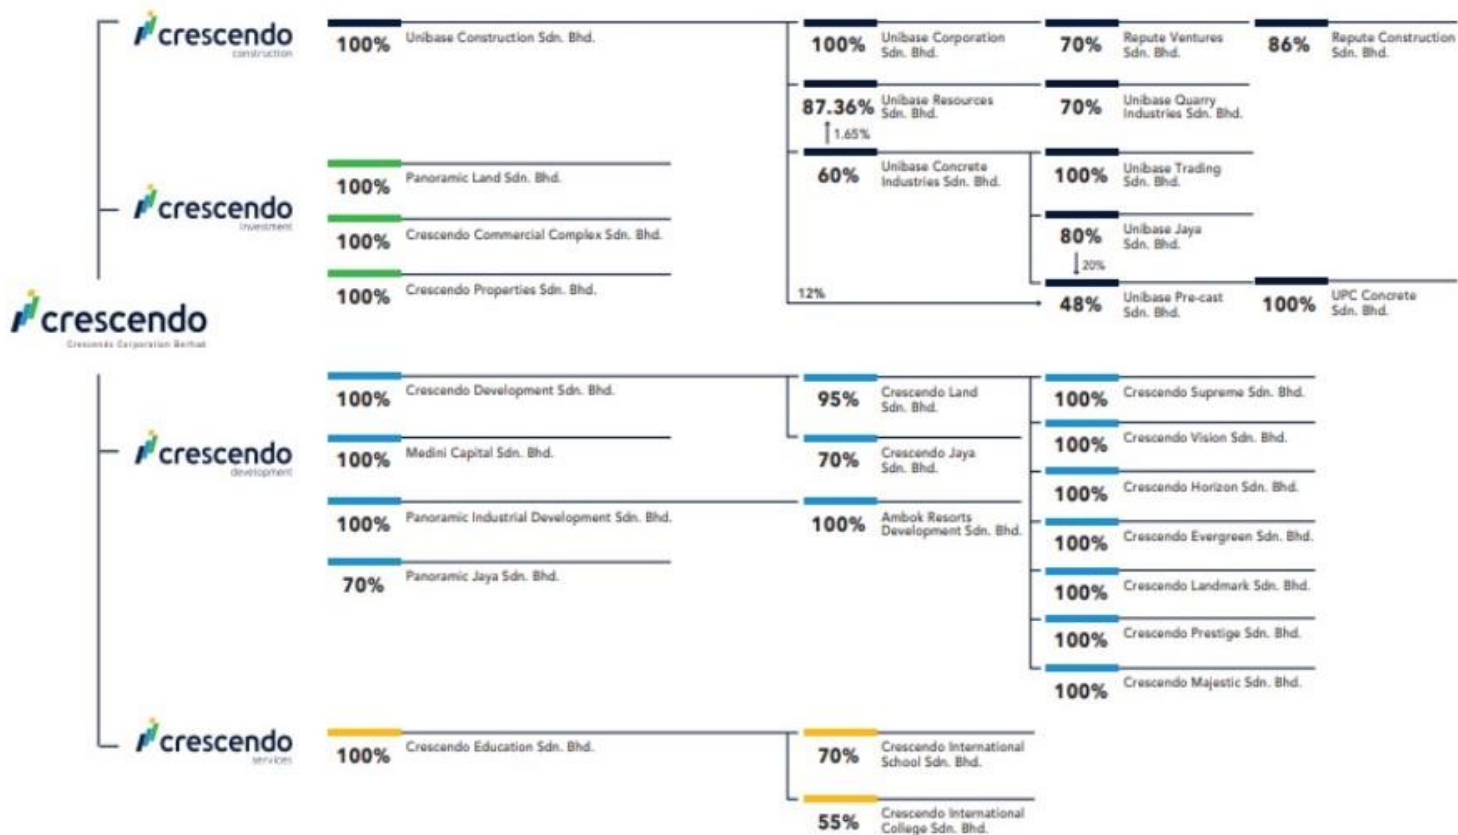 crescendo
construction
100%
Unibase Construction Sdn. Bhd.
100%
Unibase Corporation
Sdn. Bhd.
70%
Repute Ventures
Sdn. Bhd.
86%
Repute Construction
Sdn. Bhd.
87.36%
Unibase Resources
Sdn. Bhd.
70%
Unibase Quarry
Industries Sdn. Bhd.
1.65%
60%
Unibase Concrete
Industries Sdn. Bhd.
100%
Unibase Trading
Sdn. Bhd.
80%
Unibase Jaya
Sdn. Bhd.
20%
12%
48%
Unibase Pre-cast
Sdn. Bhd.
100%
UPC Concrete
Sdn. Bhd.
crescendo
investment
100%
Panoramic Land Sdn. Bhd.
100%
Crescendo Commercial Complex Sdn. Bhd.
100%
Crescendo Properties Sdn. Bhd.
crescendo
Crescendo Corporation Berhad
crescendo
development
100%
Crescendo Development Sdn. Bhd.
95%
Crescendo Land
Sdn. Bhd.
100%
Crescendo Supreme Sdn. Bhd.
100%
Crescendo Vision Sdn. Bhd.
100%
Crescendo Horizon Sdn. Bhd.
100%
Crescendo Evergreen Sdn. Bhd.
100%
Crescendo Landmark Sdn. Bhd.
100%
Crescendo Prestige Sdn. Bhd.
100%
Crescendo Majestic Sdn. Bhd.
70%
Crescendo Jaya
Sdn. Bhd.
100%
Medini Capital Sdn. Bhd.
100%
Panoramic Industrial Development Sdn. Bhd.
100%
Ambok Resorts
Development Sdn. Bhd.
70%
Panoramic Jaya Sdn. Bhd.
crescendo
services
100%
Crescendo Education Sdn. Bhd.
70%
Crescendo International
School Sdn. Bhd.
55%
Crescendo International
College Sdn. Bhd.